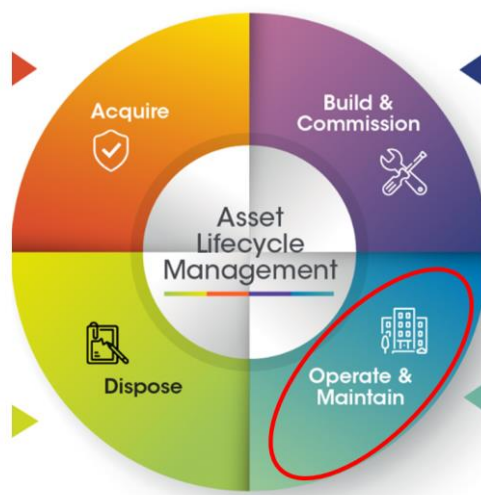 Acquire
Build &
Commission
Asset
Lifecycle
Management
Dispose
Operate &
Maintain